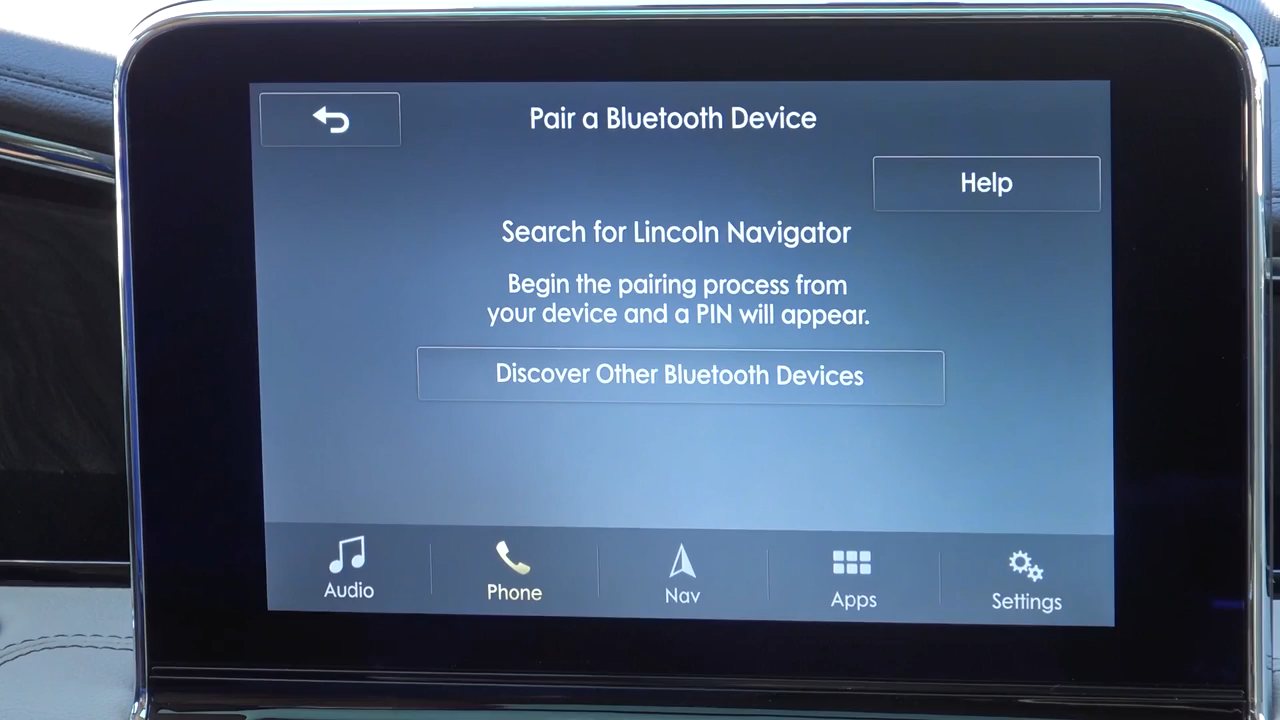 Pair a Bluetooth Device
Help
Search for Lincoln Navigator
Begin the pairing process from
your device and a PIN will appear.
Discover Other Bluetooth Devices
Audio
Phone
Nav
Apps
Settings